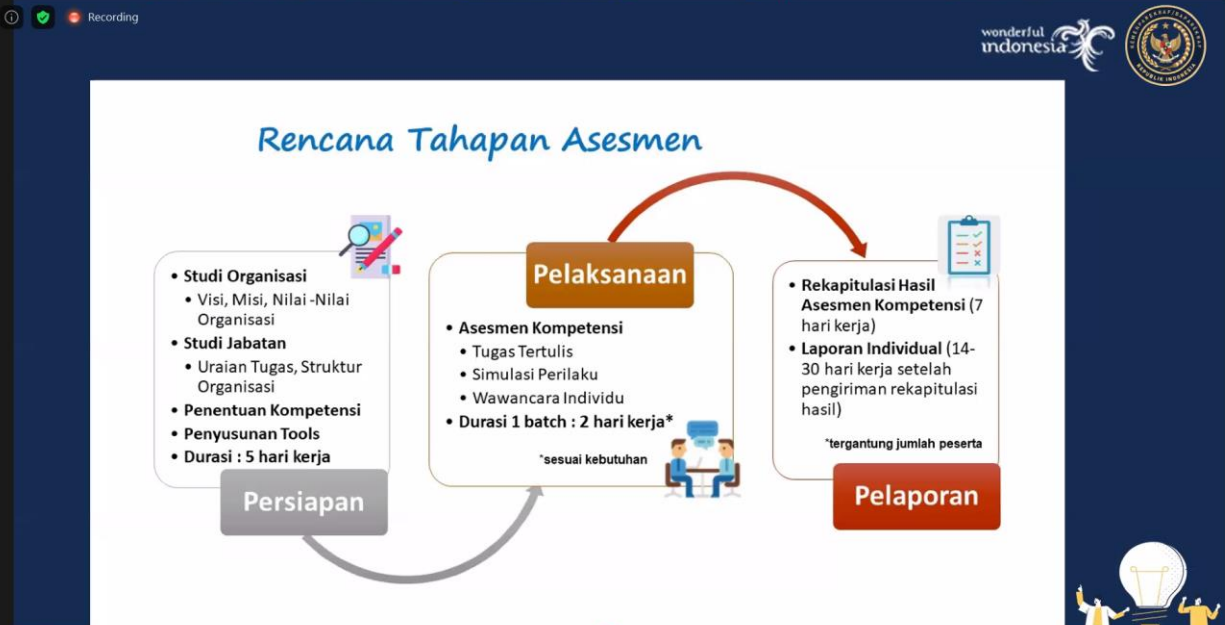 Recording
wonderful
indonesia
REPUBLIK INDONESIA
Rencana Tahapan Asesmen
• Studi Organisasi
• Visi, Misi, Nilai -Nilai
Organisasi
• Studi Jabatan
• Uraian Tugas, Struktur
Organisasi
• Penentuan Kompetensi
• Penyusunan Tools
• Durasi : 5 hari kerja
Persiapan
Pelaksanaan
• Asesmen Kompetensi
• Tugas Tertulis
• Simulasi Perilaku
• Wawancara Individu
• Durasi 1 batch : 2 hari kerja*
*sesuai kebutuhan
• Rekapitulasi Hasil
Asesmen Kompetensi (7
hari kerja)
• Laporan Individual (14-
30 hari kerja setelah
pengiriman rekapitulasi
hasil)
*tergantung jumlah peserta
Pelaporan